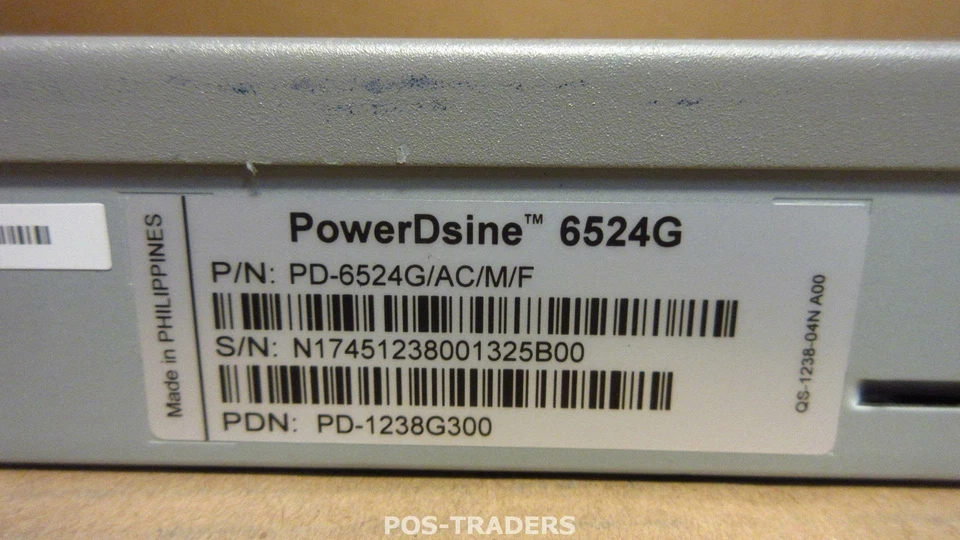 PowerDsine™ 6524G
P/N: PD-6524G/AC/M/F
S/N: N17451238001325B00
PDN: PD-1238G300
Made in PHILIPPINES
QS-1238-04N A00
POS-TRADERS